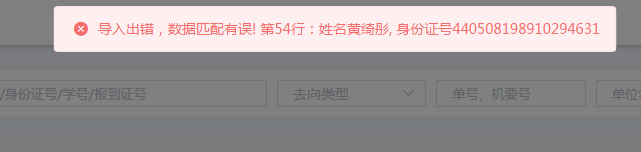 导入出错，数据匹配有误! 第54行：姓名黄绮彤, 身份证号440508198910294631
/身份证号/学号/报到证号 去向类型 单号、机要号 单位